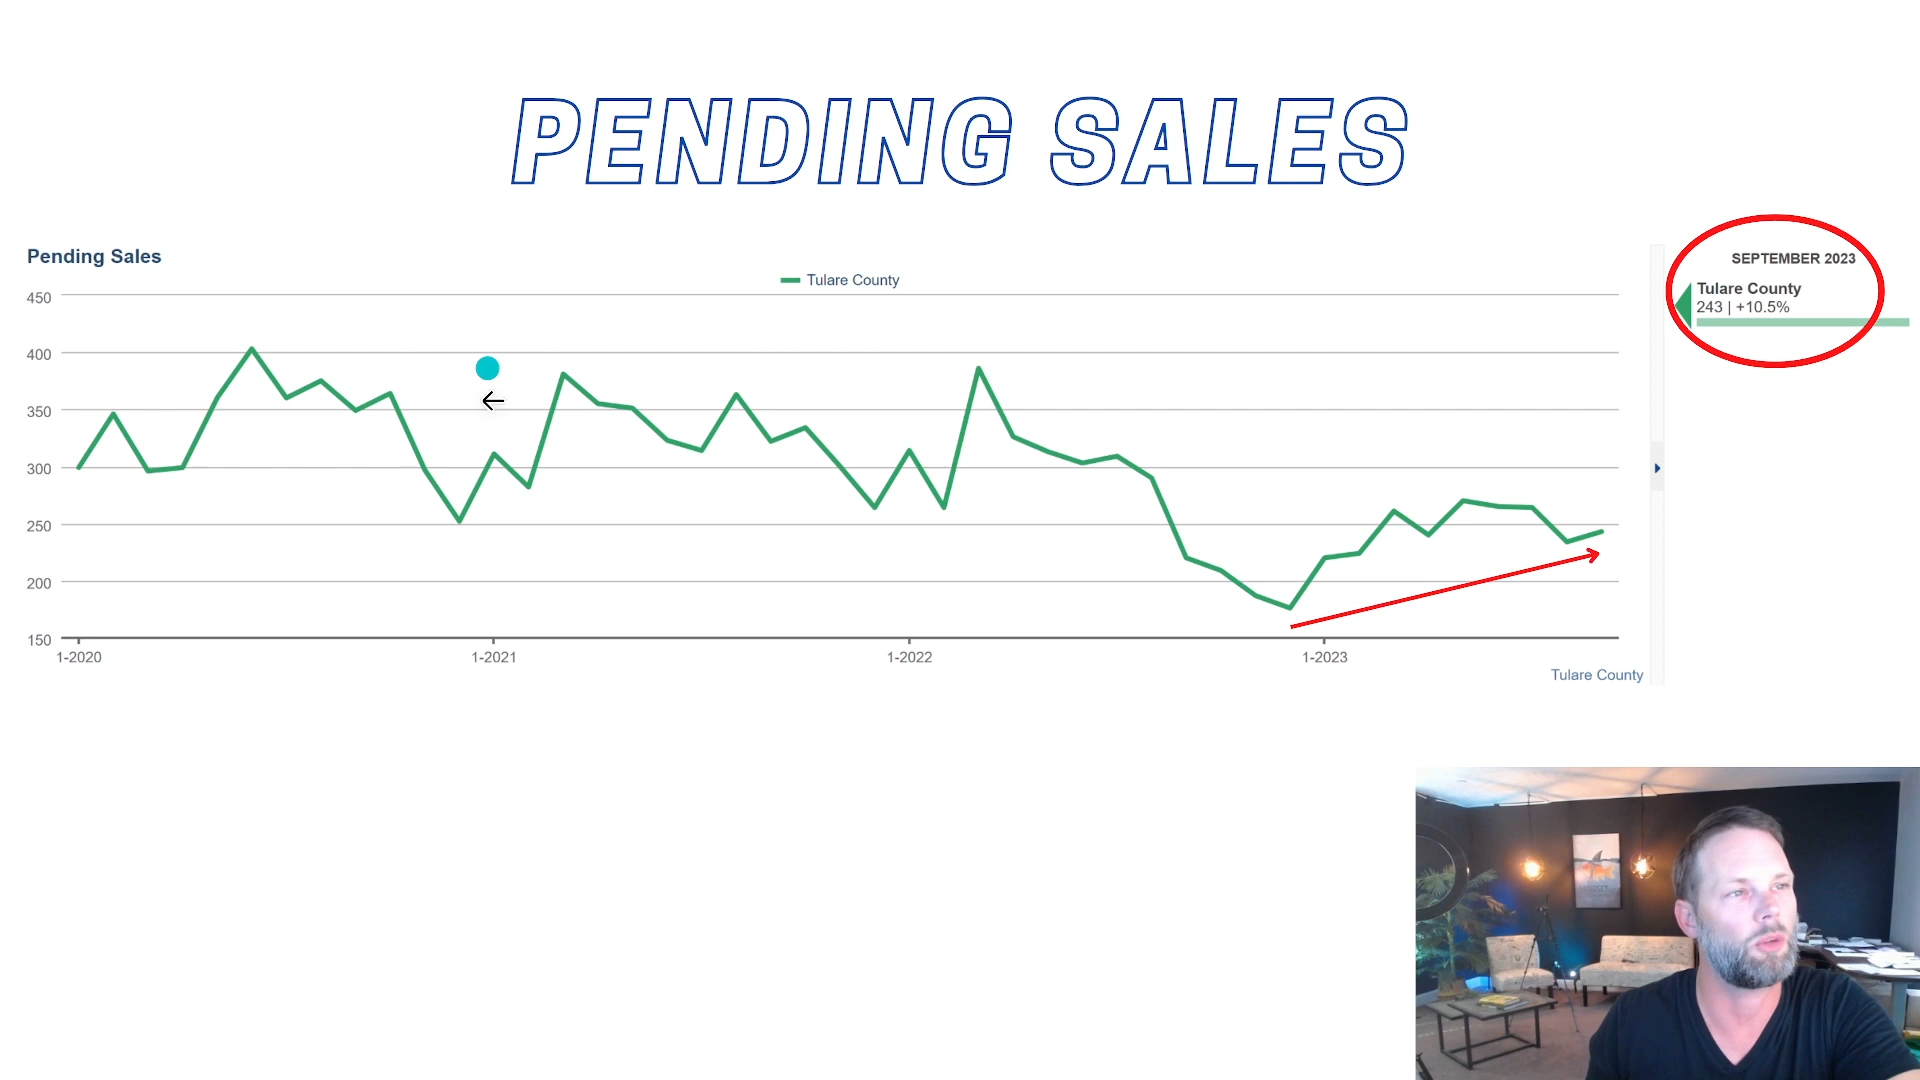 PENDING SALES
Pending Sales
Tulare County
SEPTEMBER 2023
Tulare County
243 | +10.5%
450
400
350
300
250
200
150
1-2020
1-2021
1-2022
1-2023
Tulare County